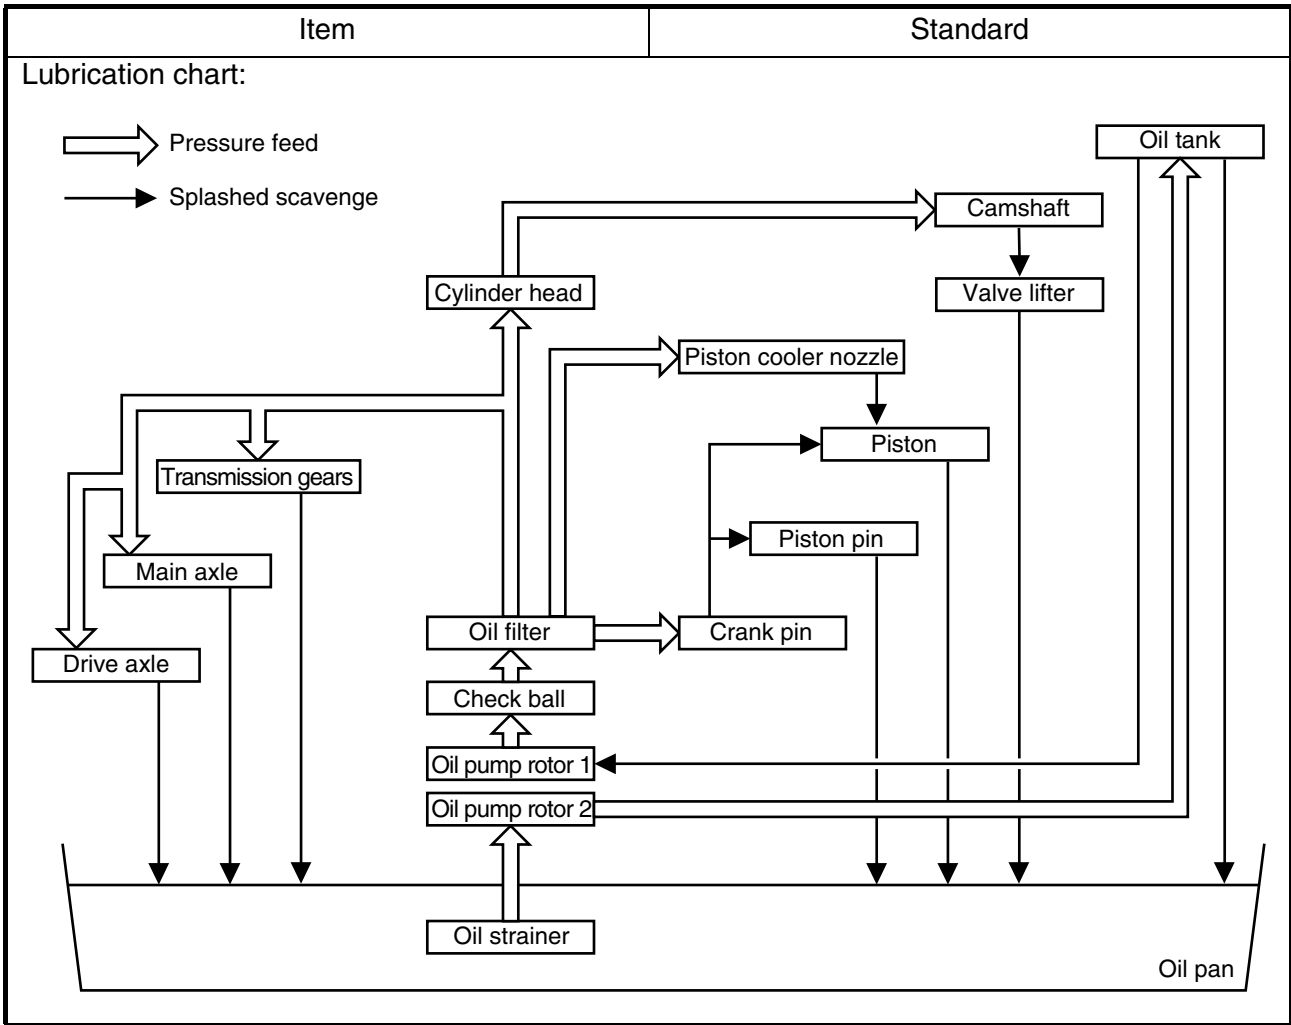 Item
Standard
Lubrication chart:
Pressure feed
Splashed scavenge
Oil tank
Camshaft
Cylinder head
Valve lifter
Piston cooler nozzle
Piston
Transmission gears
Piston pin
Main axle
Oil filter
Crank pin
Drive axle
Check ball
Oil pump rotor 1
Oil pump rotor 2
Oil strainer
Oil pan